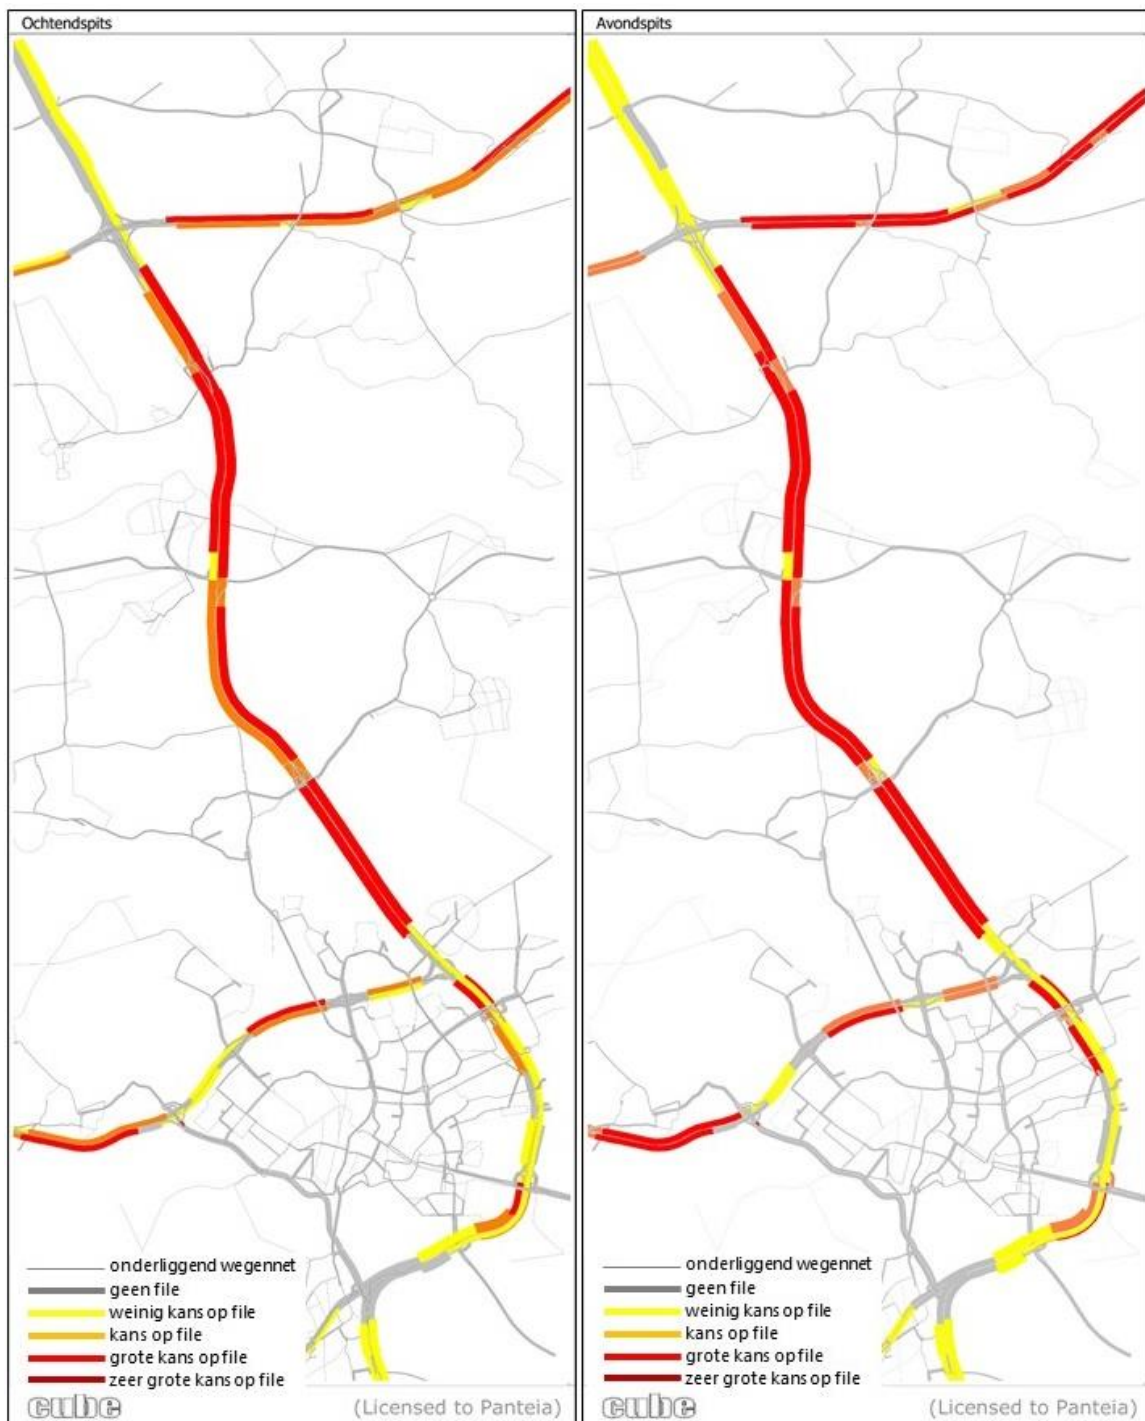 Ochtendspits
onderliggend wegennet
geen file
weinig kans op file
kans op file
grote kans op file
zeer grote kans op file
cube
(Licensed to Panteia)
Avondspits
onderliggend wegennet
geen file
weinig kans op file
kans op file
grote kans op file
zeer grote kans op file
cube
(Licensed to Panteia)